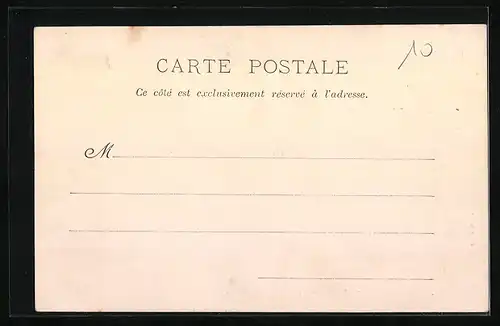 10
CARTE POSTALE
Ce côté est exclusivement réservé à l'adresse.
M